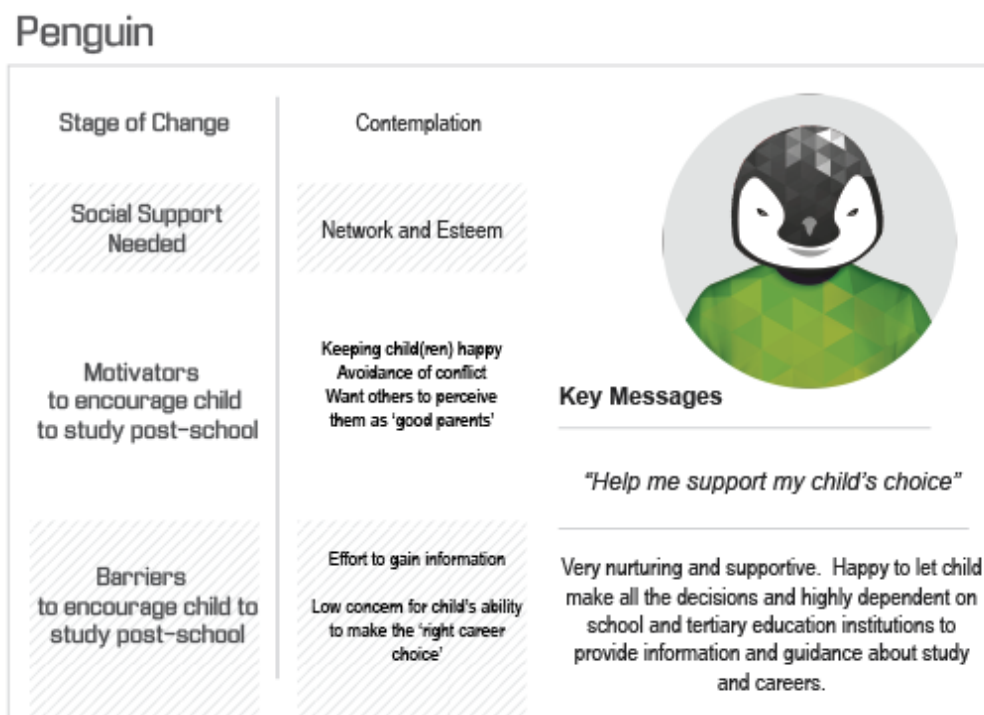 Penguin
Stage of Change
Contemplation
Social Support
Needed
Network and Esteem
Motivators
to encourage child
to study post-school
Keeping child(ren) happy
Avoidance of conflict
Want others to perceive
them as ‘good parents’
Barriers
to encourage child to
study post-school
Effort to gain information
Low concern for child’s ability
to make the ‘right career
choice’
Key Messages
“Help me support my child’s choice”
Very nurturing and supportive.  Happy to let child
make all the decisions and highly dependent on
school and tertiary education institutions to
provide information and guidance about study
and careers.